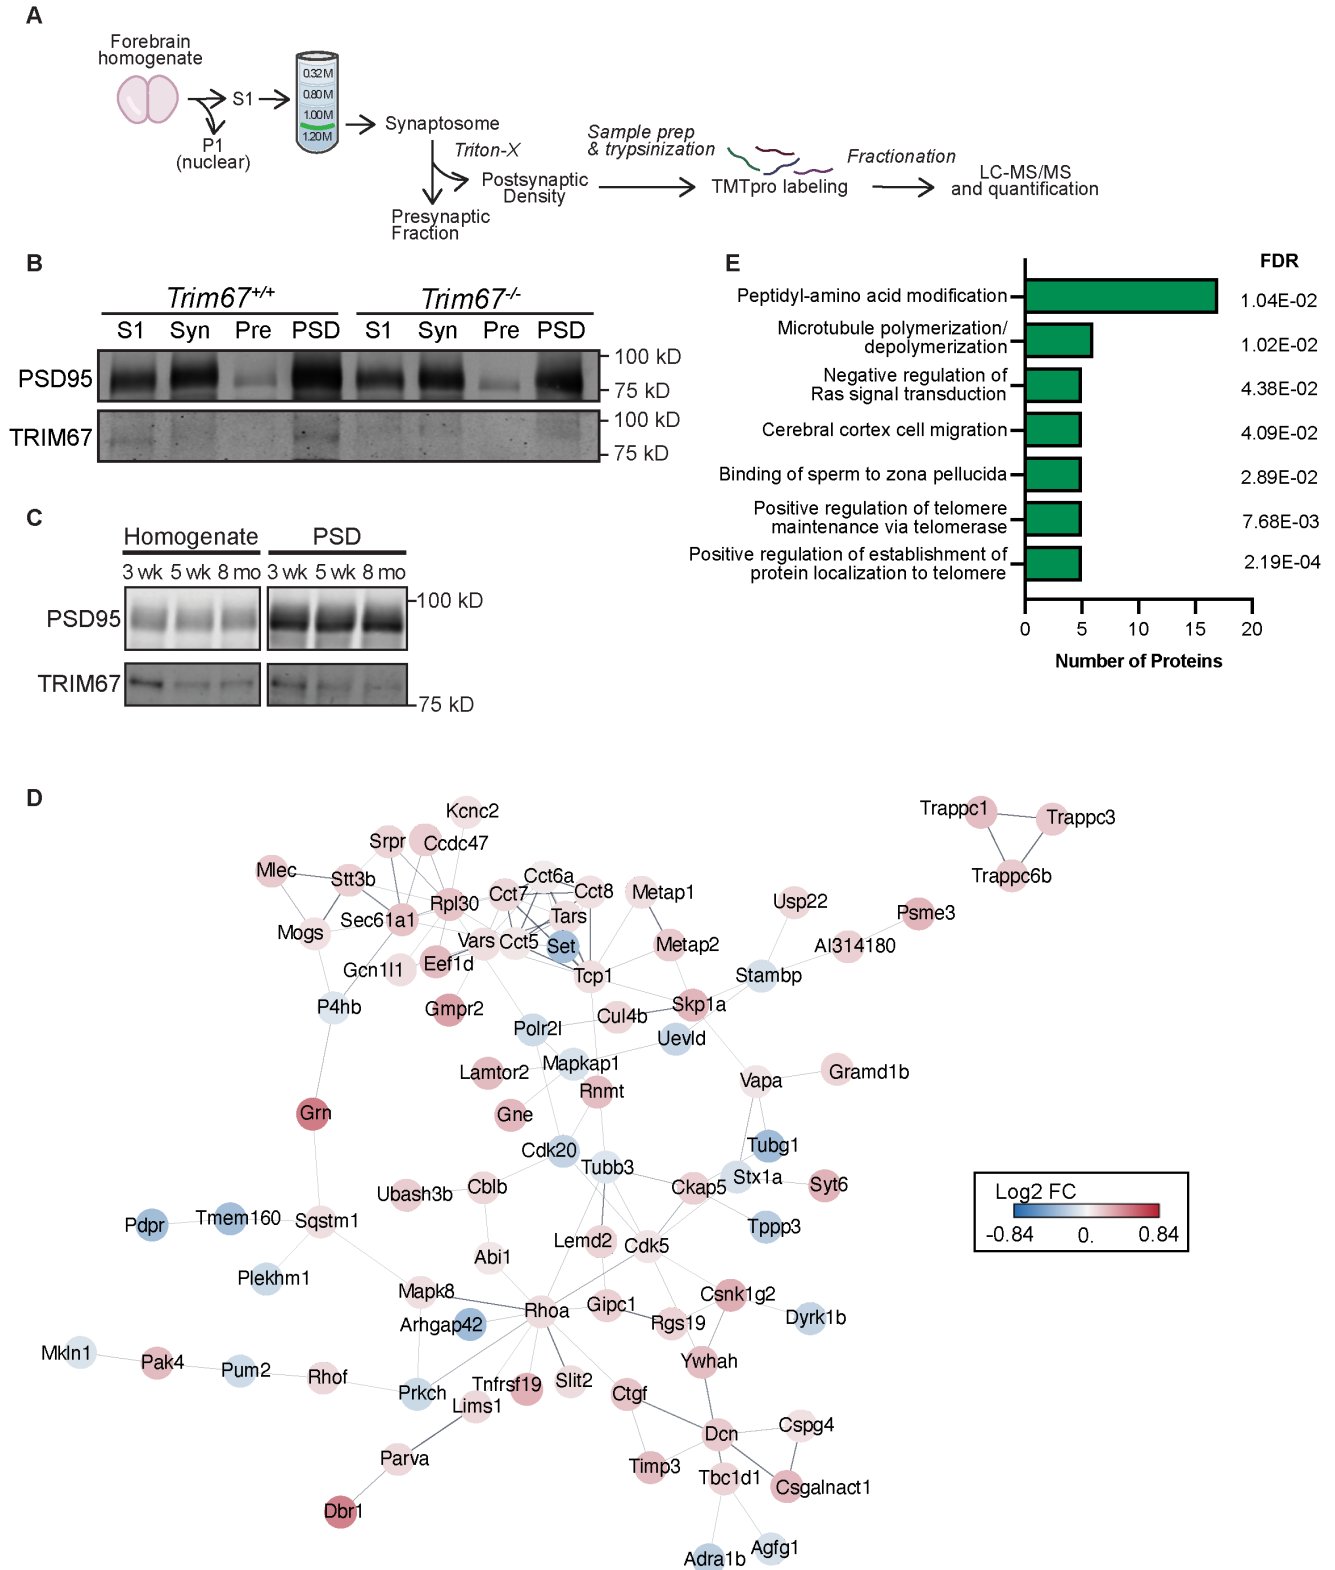 A
Forebrain
homogenate
S1
P1
(nuclear)
0.32M
0.80M
1.00M
1.20M
Synaptosome
Triton-X
Postsynaptic
Density
Presynaptic
Fraction
Sample prep
& trypsinization
TMTpro labeling
Fractionation
LC-MS/MS
and quantification
B
Trim67+/+ Trim67-/-
S1 Syn Pre PSD S1 Syn Pre PSD
PSD95
100 kD
75 kD
TRIM67
100 kD
75 kD
C
Homogenate PSD
3 wk 5 wk 8 mo 3 wk 5 wk 8 mo
PSD95
100 kD
TRIM67
75 kD
E
FDR
Peptidyl-amino acid modification
1.04E-02
Microtubule polymerization/
depolymerization
1.02E-02
Negative regulation of
Ras signal transduction
4.38E-02
Cerebral cortex cell migration
4.09E-02
Binding of sperm to zona pellucida
2.89E-02
Positive regulation of telomere
maintenance via telomerase
7.68E-03
Positive regulation of establishment of
protein localization to telomere
2.19E-04
0 5 10 15 20
Number of Proteins
D
Kcnc2
Trappc1
Trappc3
Srpr
Ccdc47
Mlec
Stt3b
Cct6a
Cct7
Cct8
Metap1
Trappc6b
Rpl30
Usp22
Psme3
Sec61a1
Tars
Mogs
Vars
Cct5
Set
Metap2
AI314180
Gcn1l1
Eef1d
Tcp1
Stambp
P4hb
Gmpr2
Cul4b
Skp1a
Polr2l
Uevld
Lamtor2
Mapkap1
Vapa
Gramd1b
Rnmt
Grn
Gne
Cdk20
Tubb3
Tubg1
Ubash3b
Cblb
Ckap5
Stx1a
Syt6
Pdpr
Tmem160
Sqstm1
Tppp3
Lemd2
Cdk5
Abi1
Plekhm1
Mapk8
Csnk1g2
Rhoa
Gipc1
Arhgap42
Rgs19
Dyrk1b
Mkln1
Pak4
Pum2
Rhof
Ywhah
Prkch
Tnfrsf19
Slit2
Ctgf
Lims1
Dcn
Cspg4
Parva
Timp3
Tbc1d1
Csgalnact1
Dbr1
Adra1b
Agfg1
Log2 FC
-0.84 0. 0.84